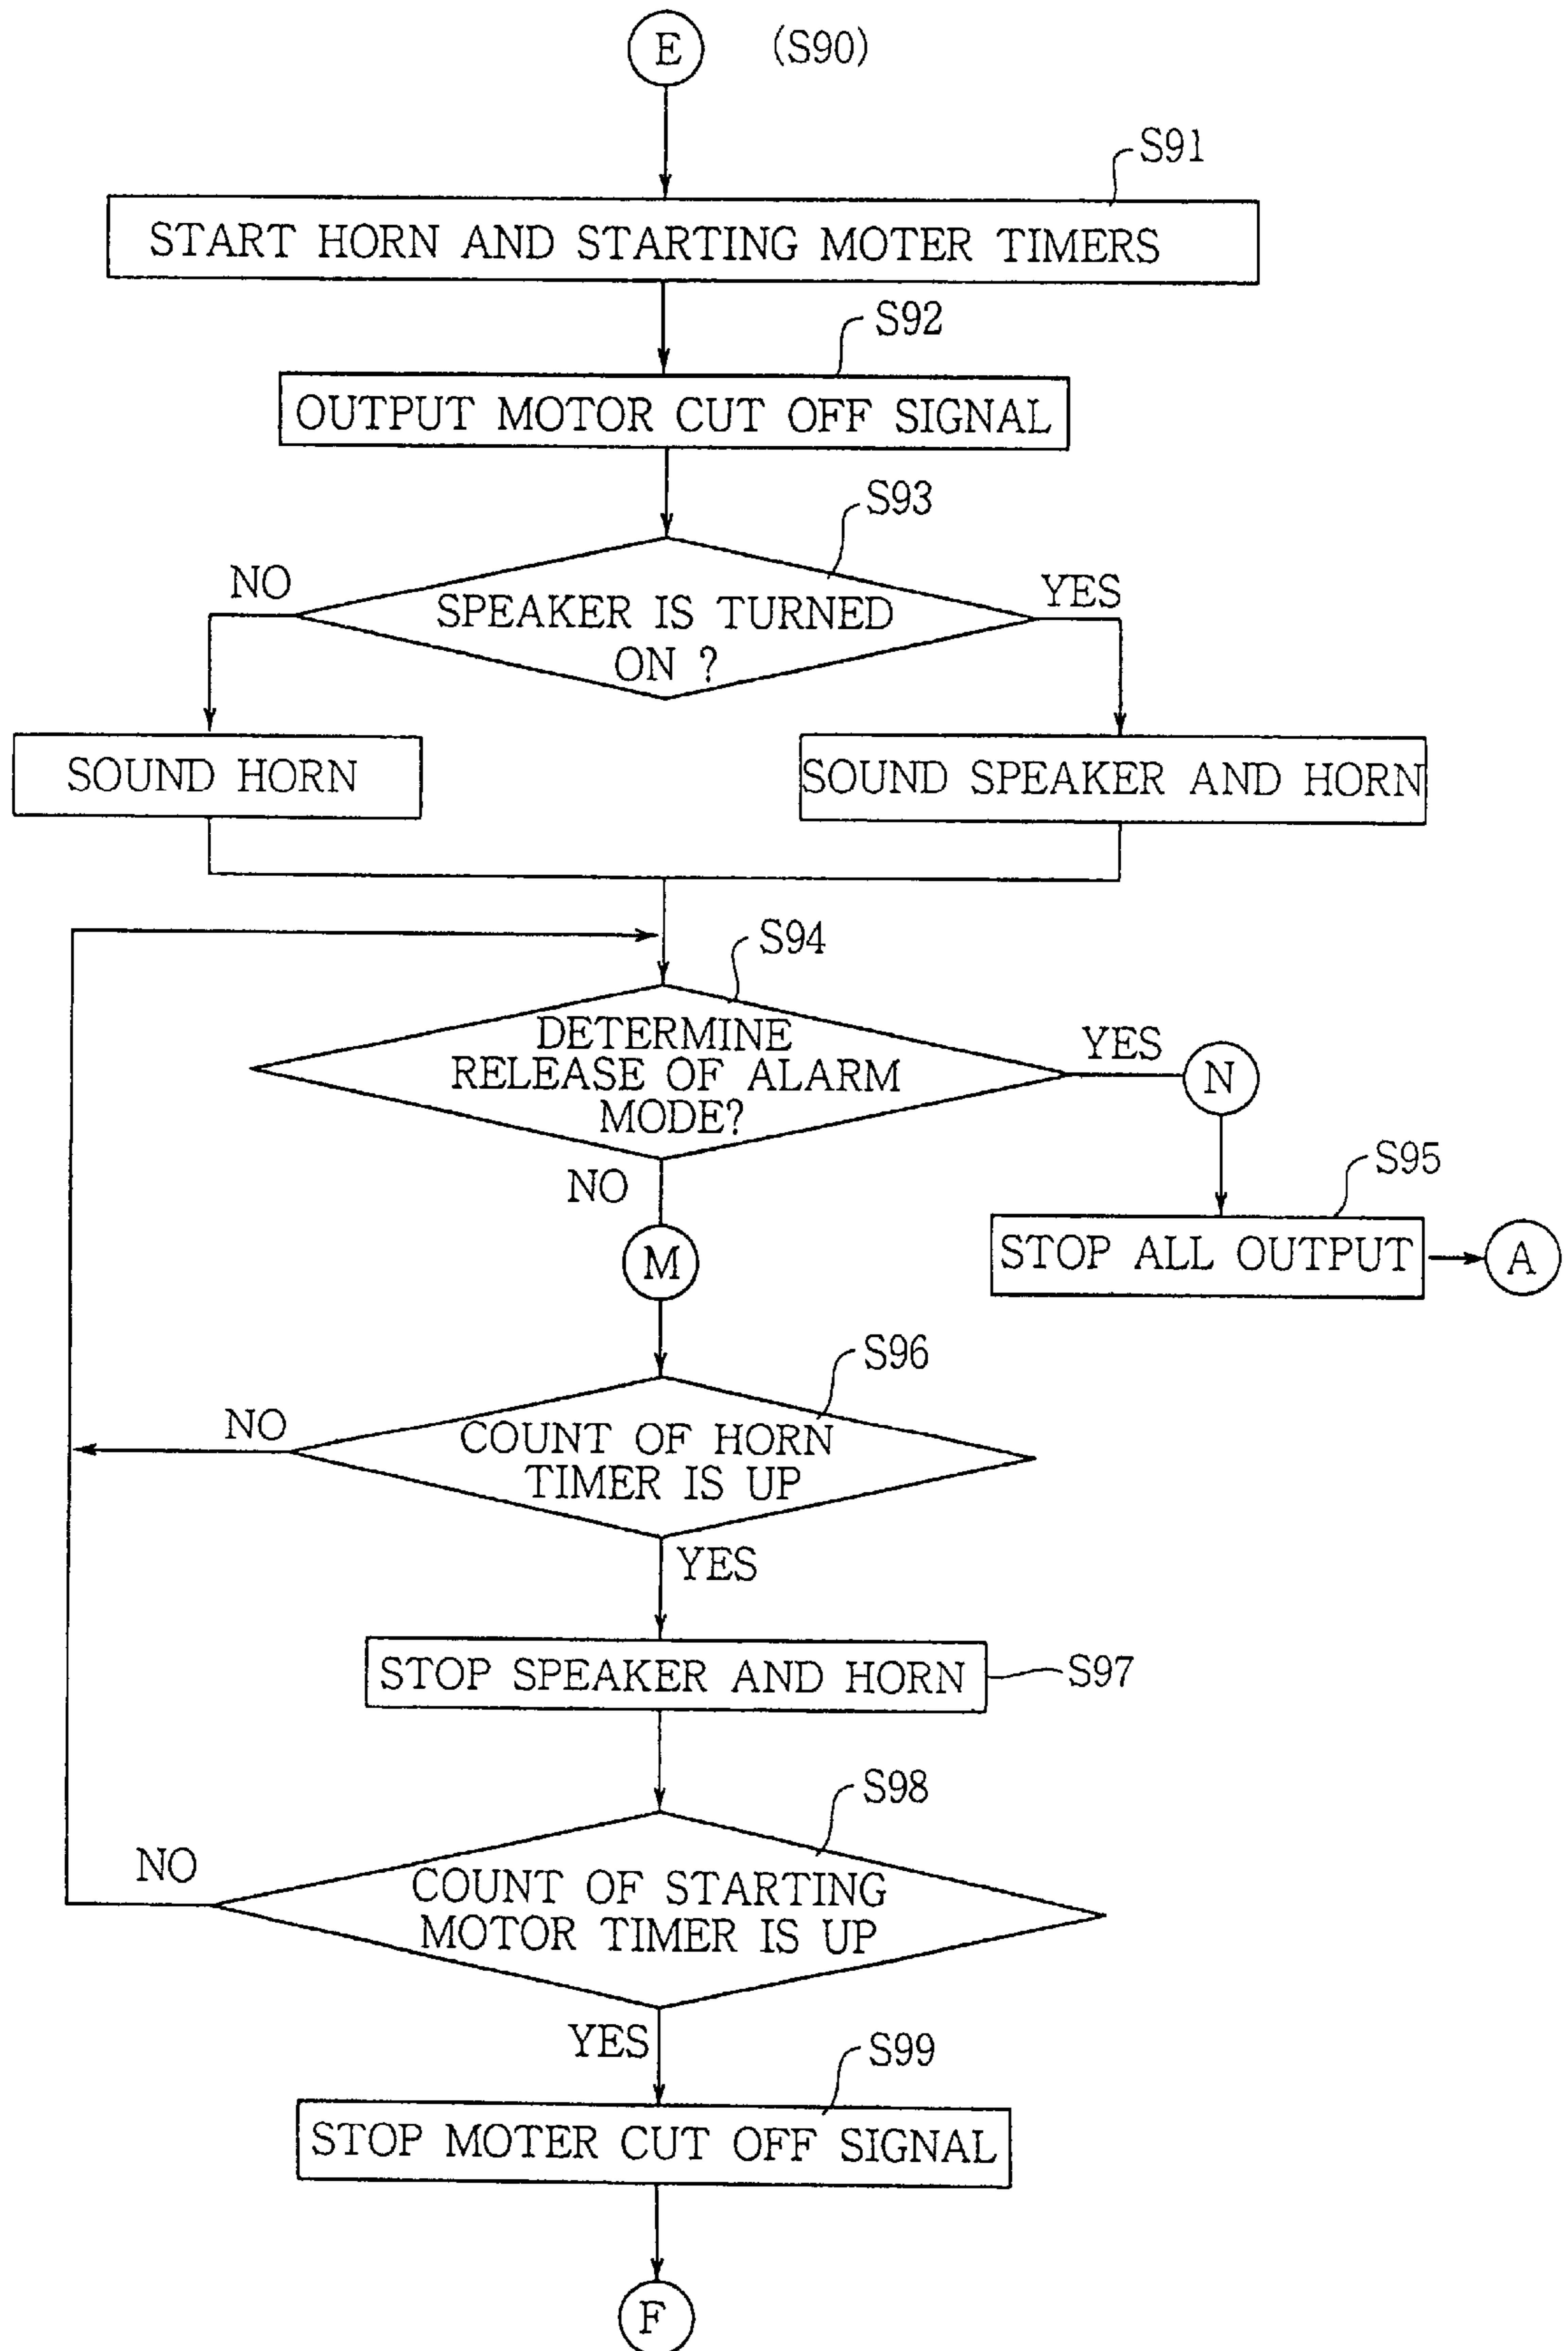 E (S90)
S91
START HORN AND STARTING MOTER TIMERS
S92
OUTPUT MOTOR CUT OFF SIGNAL
S93
NO
YES
SPEAKER IS TURNED
ON ?
SOUND HORN
SOUND SPEAKER AND HORN
S94
DETERMINE
RELEASE OF ALARM
MODE?
YES
N
NO
S95
M
STOP ALL OUTPUT
A
S96
NO
COUNT OF HORN
TIMER IS UP
YES
STOP SPEAKER AND HORN
S97
S98
NO
COUNT OF STARTING
MOTOR TIMER IS UP
YES
S99
STOP MOTER CUT OFF SIGNAL
F